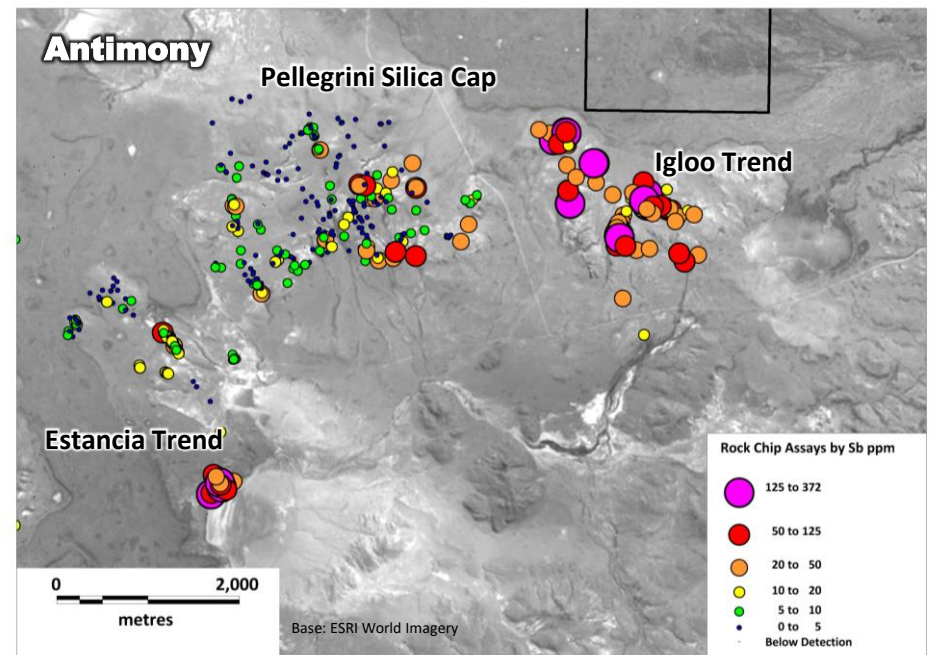 Antimony
Pellegrini Silica Cap
Igloo Trend
Estancia Trend
Rock Chip Assays by Sb ppm
125 to 372
50 to 125
20 to 50
10 to 20
5 to 10
0 to 5
Below Detection
0 2,000
metres
Base: ESRI World Imagery